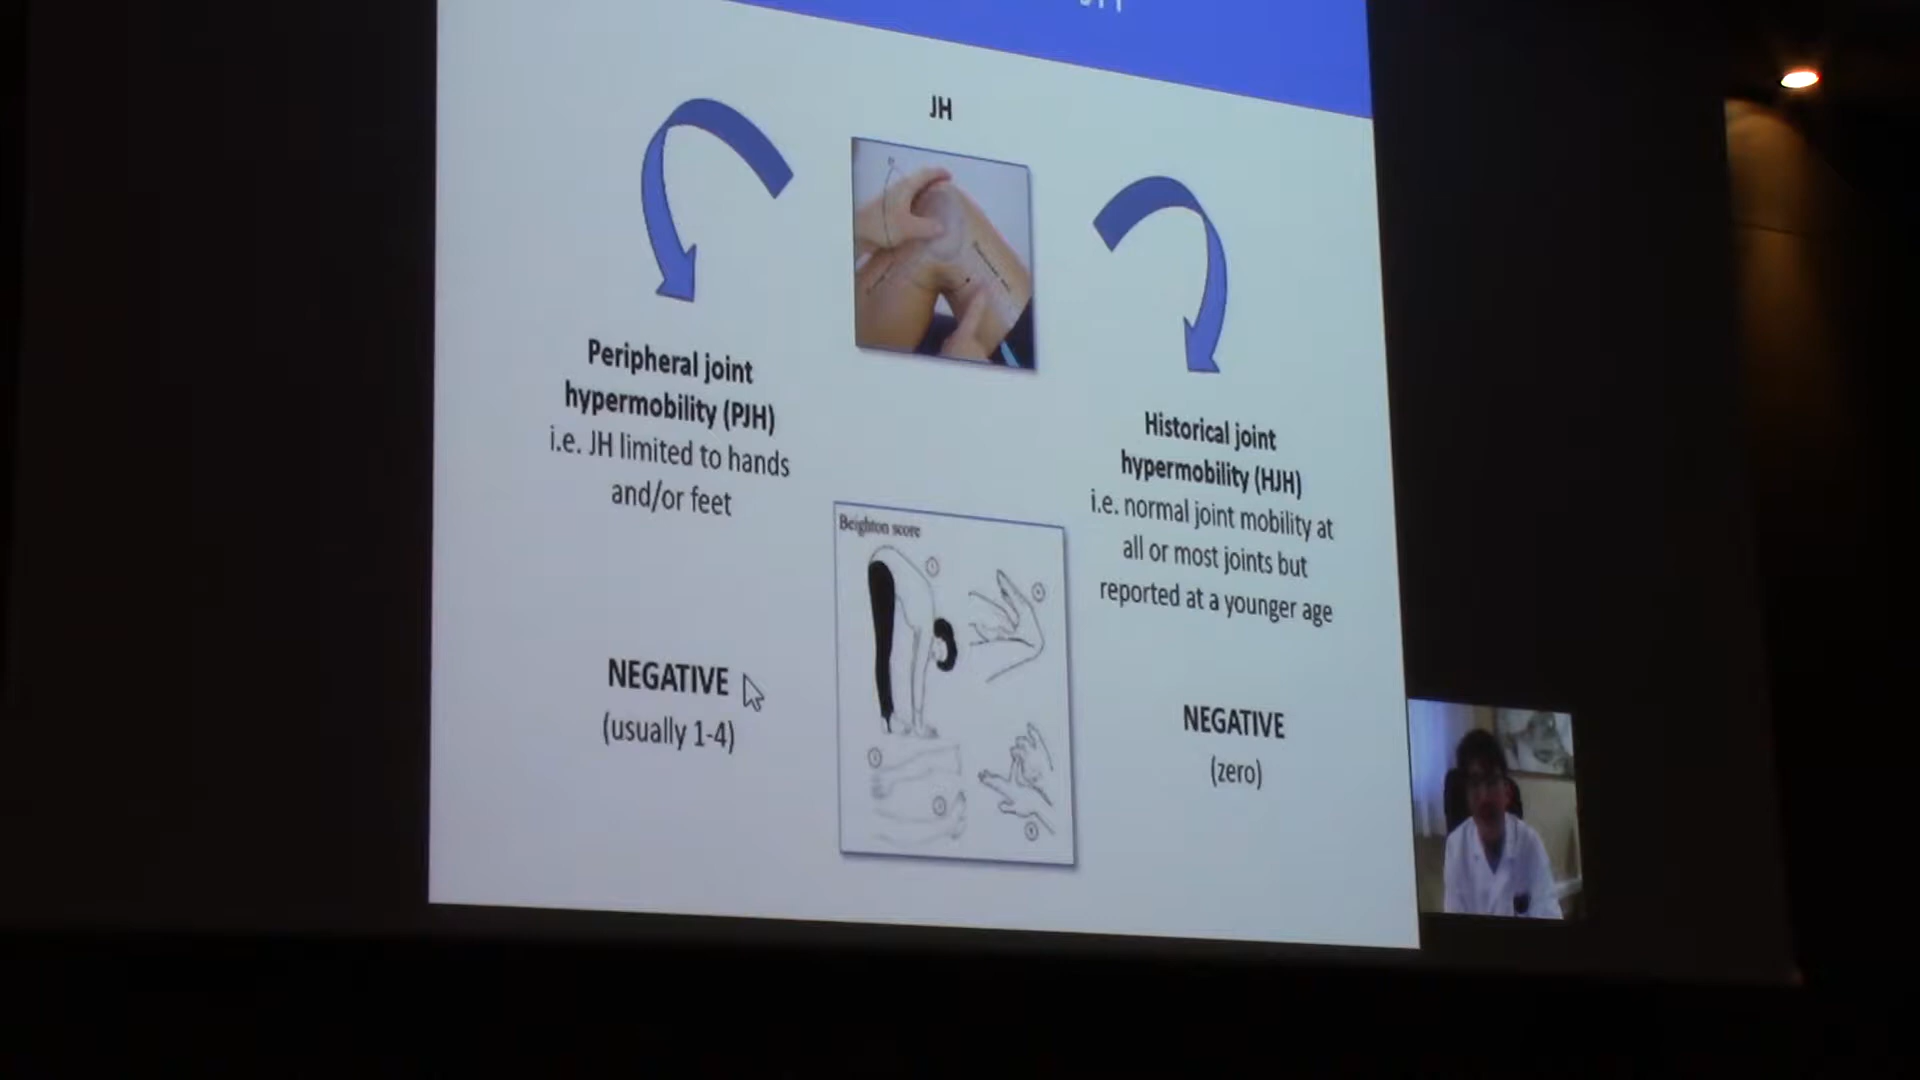 JH
Peripheral joint
hypermobility (PJH)
i.e. JH limited to hands
and/or feet
Historical joint
hypermobility (HJH)
i.e. normal joint mobility at
all or most joints but
reported at a younger age
Beighton score
NEGATIVE
(usually 1-4)
NEGATIVE
(zero)